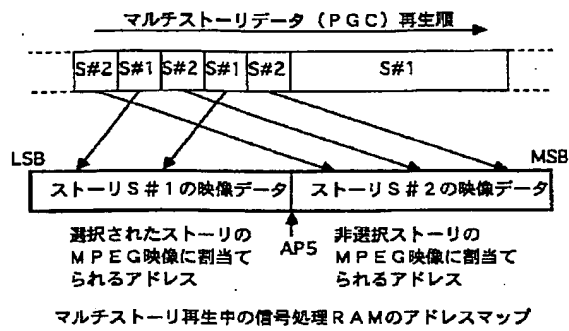 マルチストーリデータ（PGC）再生順
S#2 S#1 S#2 S#1 S#2 S#1
LSB MSB
ストーリS#1の映像データ ストーリS#2の映像データ
選択されたストーリの
MPEG映像に割当て
られるアドレス
AP5
非選択ストーリの
MPEG映像に割当て
られるアドレス
マルチストーリ再生中の信号処理RAMのアドレスマップ